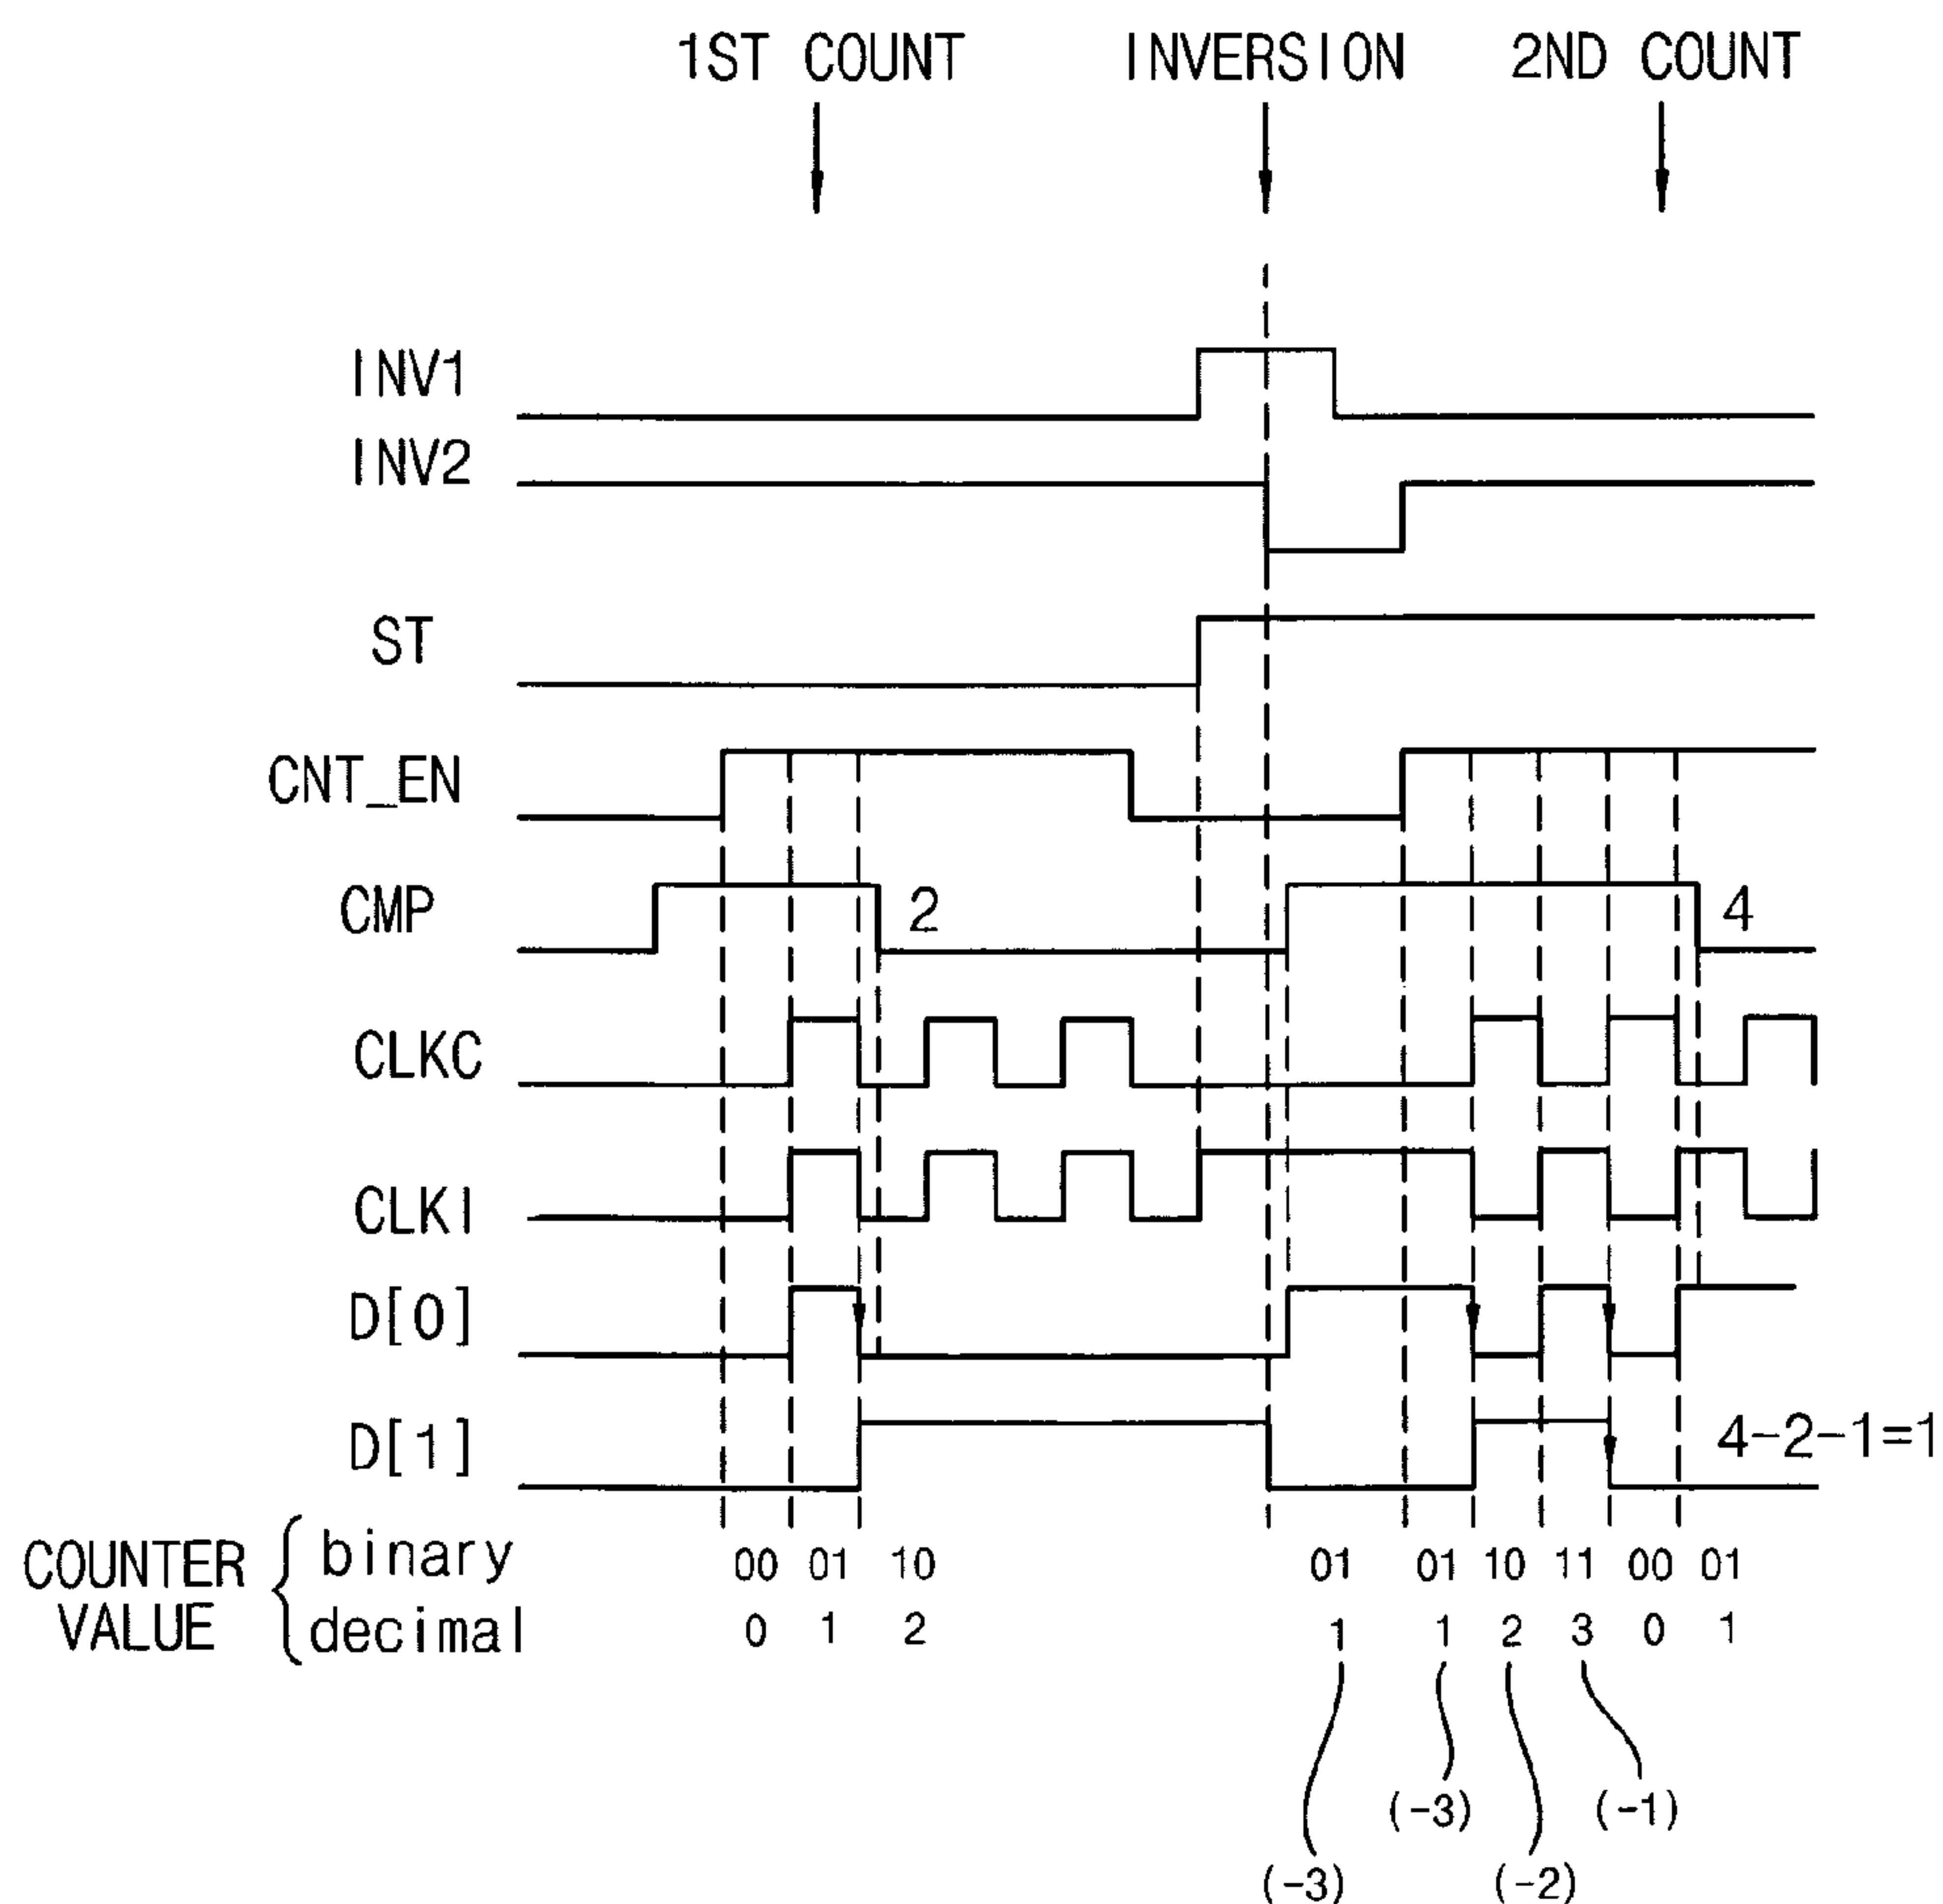 1ST COUNT INVERSION 2ND COUNT
INV1
INV2
ST
CNT_EN
CMP 2 4
CLKC
CLKI
D[0]
D[1] 4-2-1=1
COUNTER VALUE { binary 00 01 10 01 01 10 11 00 01
decimal 0 1 2 1 1 2 3 0 1
(-3) (-1)
(-3) (-2)